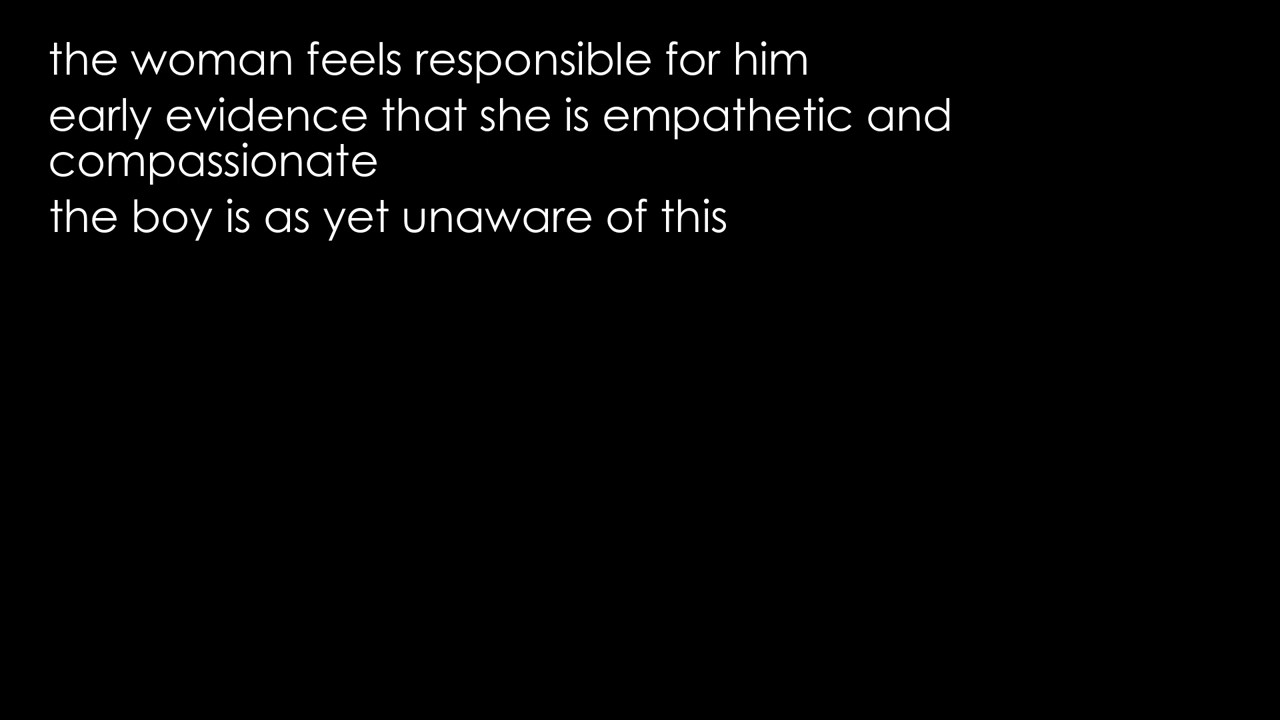 the woman feels responsible for him
early evidence that she is empathetic and
compassionate
the boy is as yet unaware of this